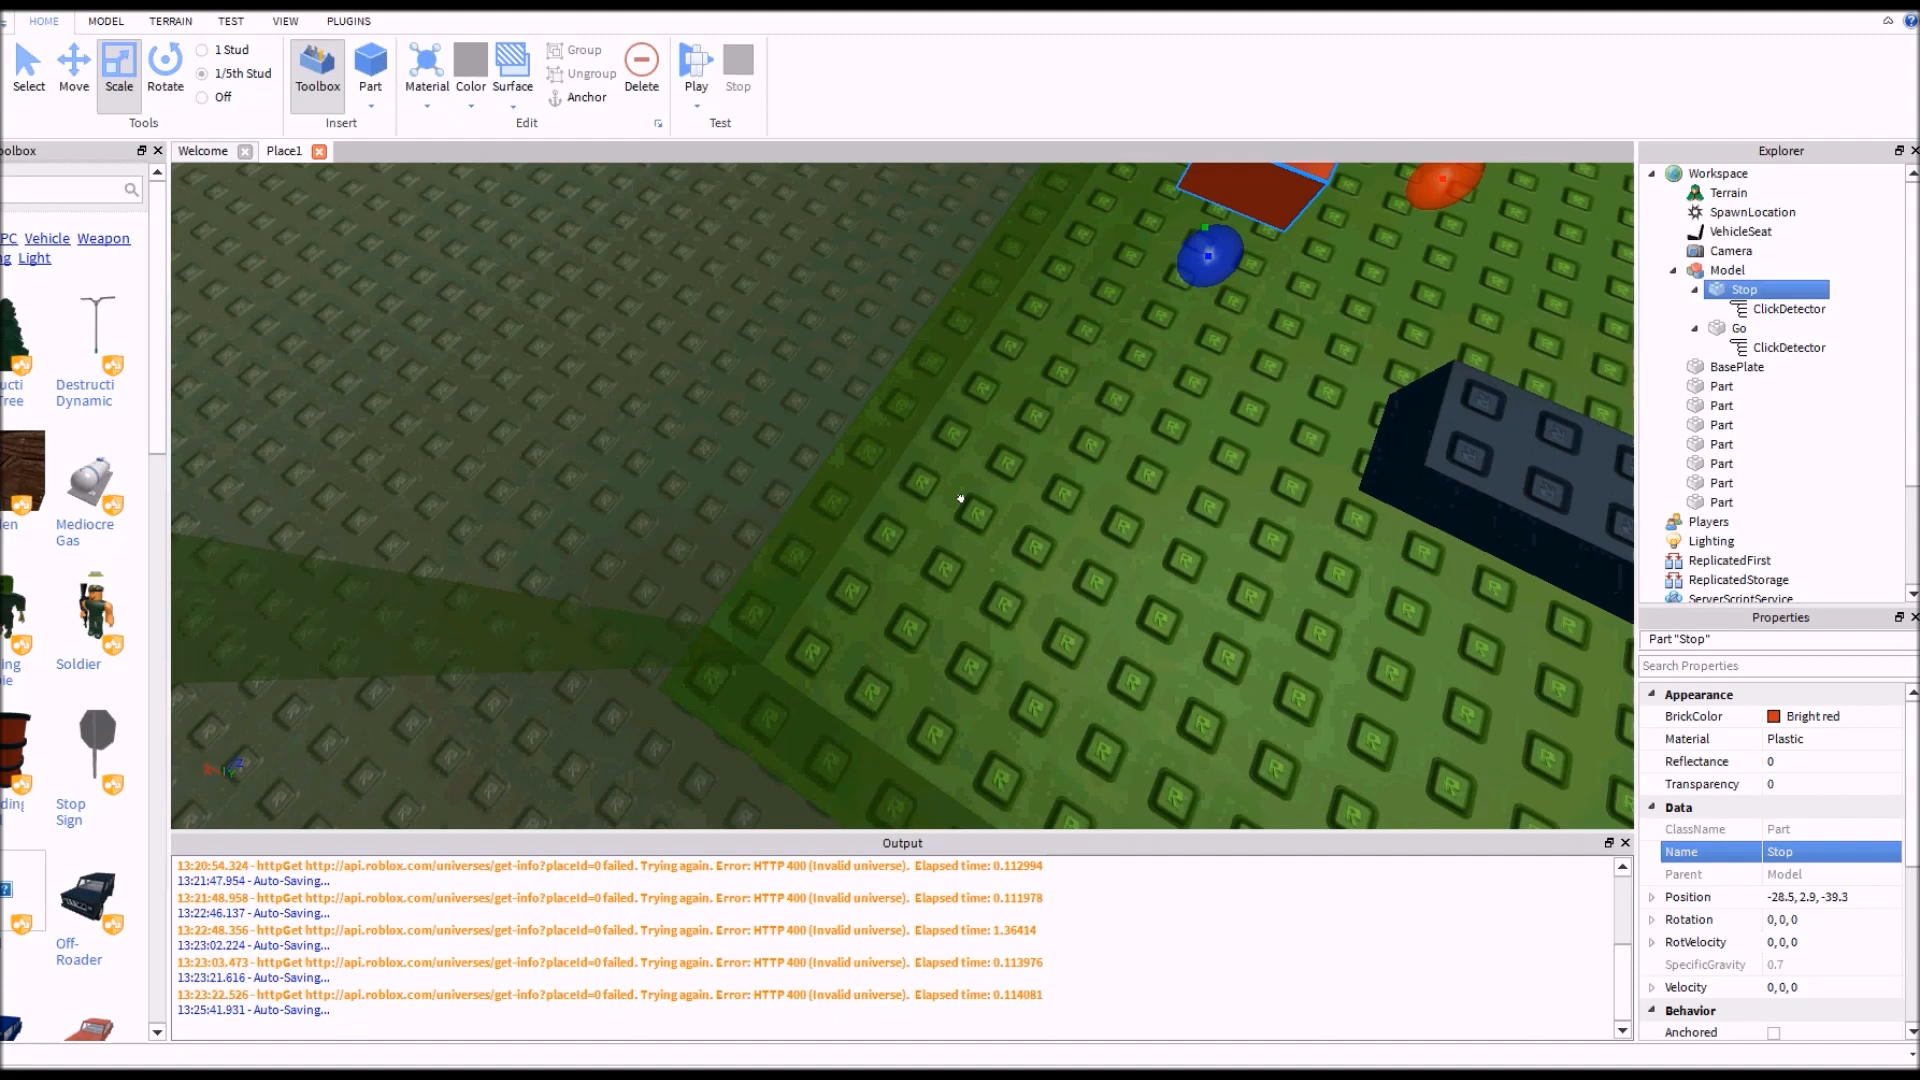 HOME MODEL TERRAIN TEST VIEW PLUGINS
Select Move Scale Rotate
1 Stud
1/5th Stud
Off
Tools
Toolbox Part
Insert
Material Color Surface
Group
Ungroup
Anchor
Delete
Edit
Play Stop
Test
oolbox
PC Vehicle Weapon
ng Light
ucti
Tree
Destructi
Dynamic
en
Mediocre
Gas
ing
ie
Soldier
ding
Stop
Sign
Off-
Roader
Welcome Place1
Output
13:20:54.324 - httpGet http://api.roblox.com/universes/get-info?placeId=0 failed. Trying again. Error: HTTP 400 (Invalid universe). Elapsed time: 0.112994
13:21:47.954 - Auto-Saving...
13:21:48.958 - httpGet http://api.roblox.com/universes/get-info?placeId=0 failed. Trying again. Error: HTTP 400 (Invalid universe). Elapsed time: 0.111978
13:22:46.137 - Auto-Saving...
13:22:48.356 - httpGet http://api.roblox.com/universes/get-info?placeId=0 failed. Trying again. Error: HTTP 400 (Invalid universe). Elapsed time: 1.36414
13:23:02.224 - Auto-Saving...
13:23:03.473 - httpGet http://api.roblox.com/universes/get-info?placeId=0 failed. Trying again. Error: HTTP 400 (Invalid universe). Elapsed time: 0.113976
13:23:21.616 - Auto-Saving...
13:23:22.526 - httpGet http://api.roblox.com/universes/get-info?placeId=0 failed. Trying again. Error: HTTP 400 (Invalid universe). Elapsed time: 0.114081
13:25:41.931 - Auto-Saving...
Explorer
Workspace
Terrain
SpawnLocation
VehicleSeat
Camera
Model
Stop
ClickDetector
Go
ClickDetector
BasePlate
Part
Part
Part
Part
Part
Part
Part
Players
Lighting
ReplicatedFirst
ReplicatedStorage
ServerScriptService
Properties
Part "Stop"
Search Properties
Appearance
BrickColor Bright red
Material Plastic
Reflectance 0
Transparency 0
Data
ClassName Part
Name Stop
Parent Model
Position -28.5, 2.9, -39.3
Rotation 0, 0, 0
RotVelocity 0, 0, 0
SpecificGravity 0.7
Velocity 0, 0, 0
Behavior
Anchored